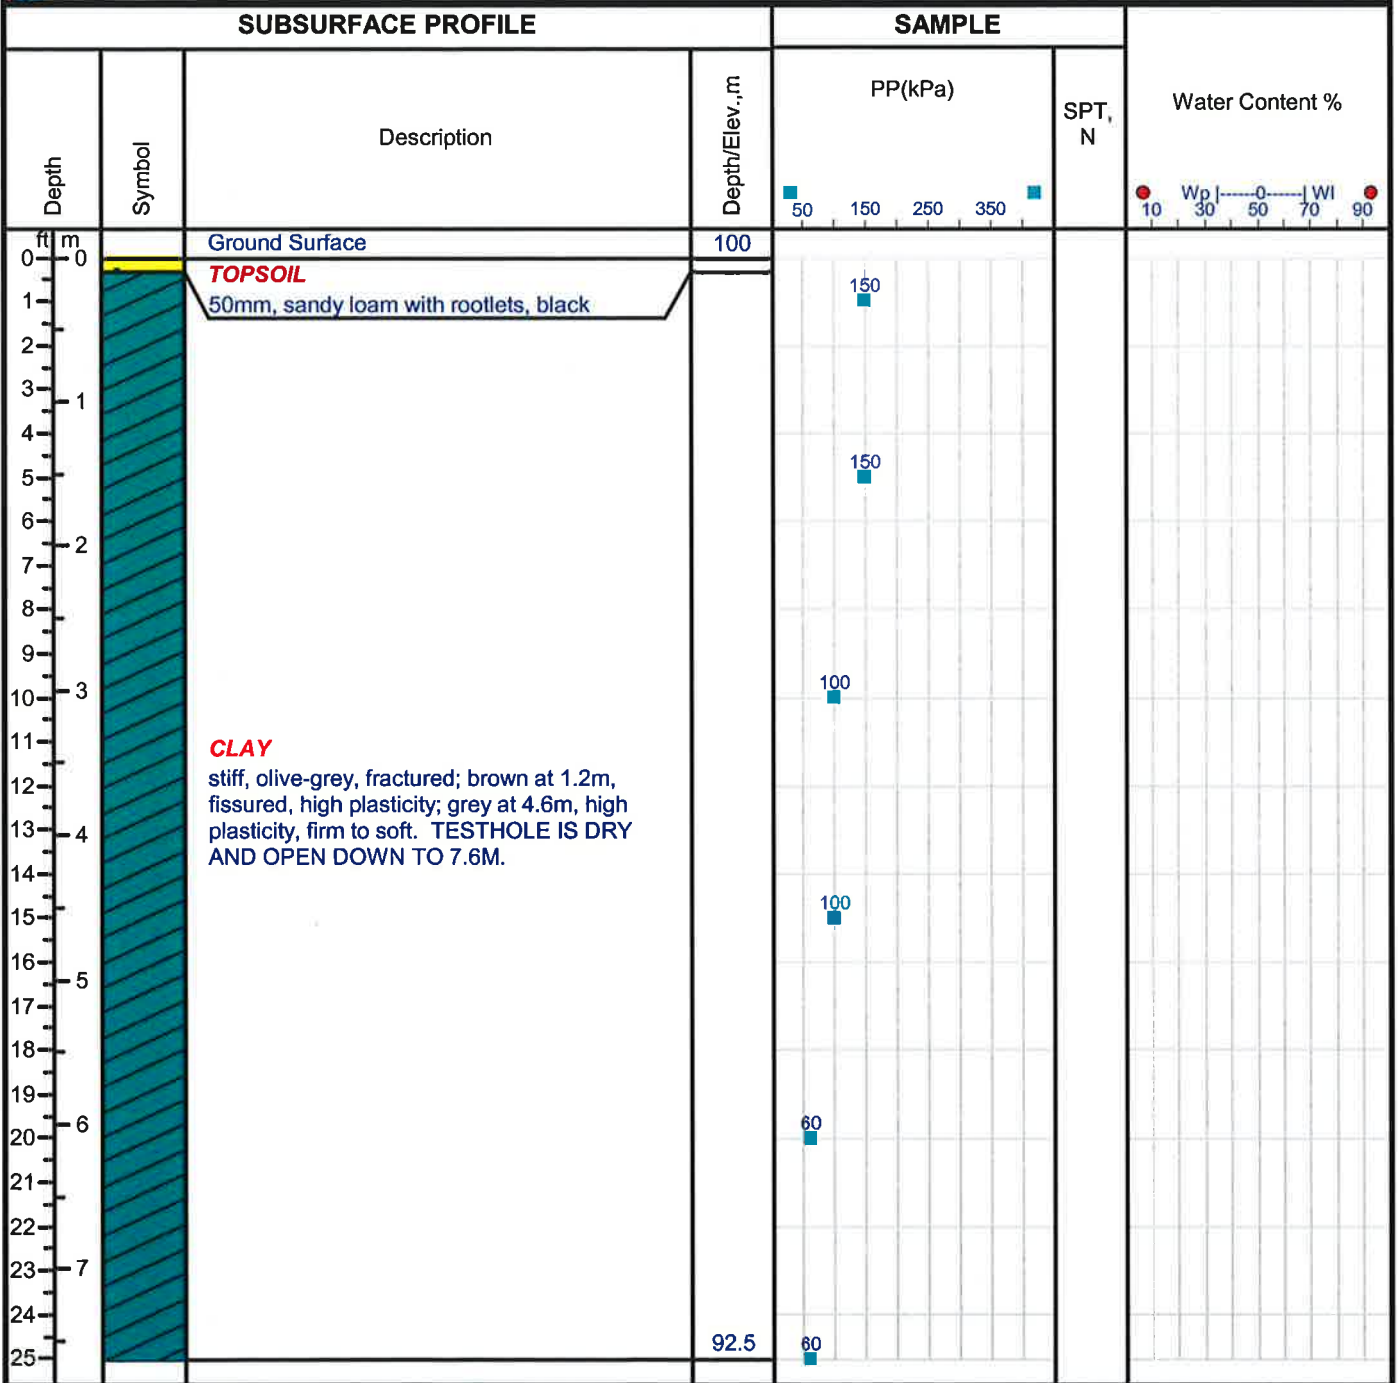 SUBSURFACE PROFILE
SAMPLE
Depth
Symbol
Description
Depth/Elev.,m
PP(kPa)
SPT,
N
Water Content %
50 150 250 350
Wp |-----0-----| Wl
10 30 50 70 90
ft m
Ground Surface
100
0 0
TOPSOIL
50mm, sandy loam with rootlets, black
150
1
2
3
1
4
150
5
6
2
7
8
9
100
10
3
11
CLAY
stiff, olive-grey, fractured; brown at 1.2m,
fissured, high plasticity; grey at 4.6m, high
plasticity, firm to soft. TESTHOLE IS DRY
AND OPEN DOWN TO 7.6M.
12
13
4
14
100
15
16
5
17
18
19
6
60
20
21
22
23
7
24
92.5
60
25